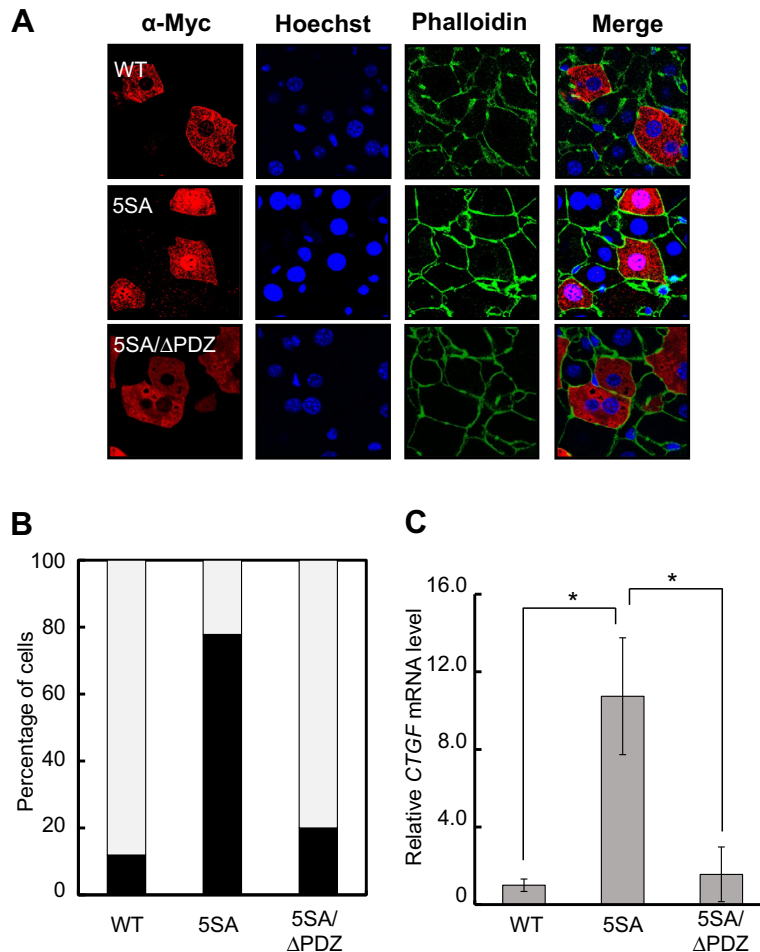 A
α-Myc Hoechst Phalloidin Merge
WT
5SA
5SA/ΔPDZ
B
Percentage of cells
100
80
60
40
20
0
WT 5SA 5SA/
ΔPDZ
C
Relative CTGF mRNA level
16.0
12.0
8.0
4.0
0
* *
WT 5SA 5SA/
ΔPDZ